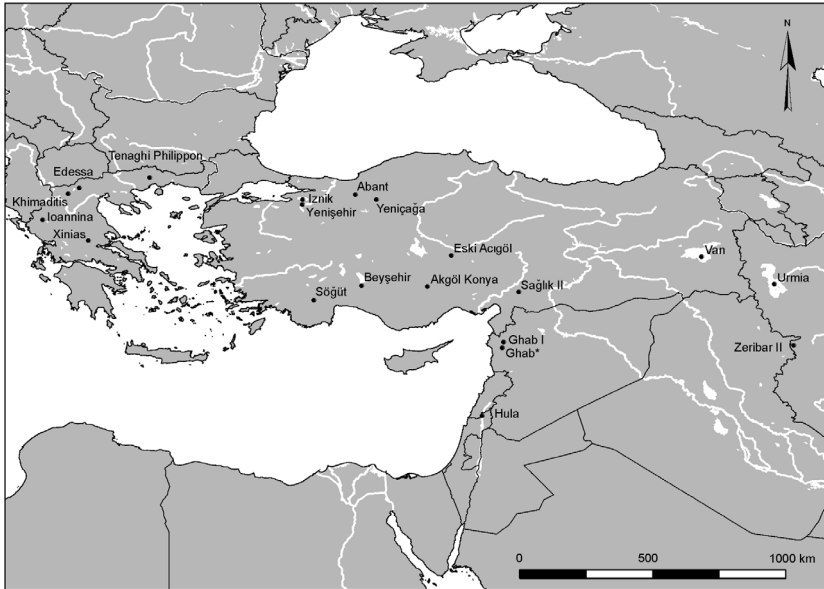 N
Tenaghi Philippon
Edessa
Khimaditis
Ioannina
Xinias
Abant
Iznik
Yenişehir
Yeniçağa
Eski Acıgöl
Van
Urmia
Beyşehir
Akgöl Konya
Sağlık II
Söğüt
Ghab I
Ghab*
Zeribar II
Hula
0 500 1000 km